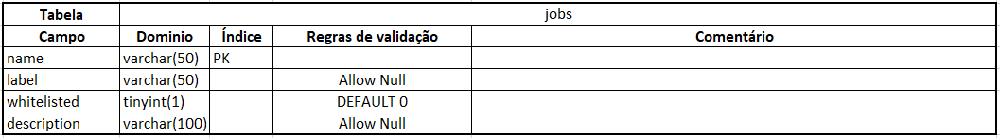 Tabela jobs
Campo Dominio Índice Regras de validação Comentário
name varchar(50) PK
label varchar(50) Allow Null
whitelisted tinyint(1) DEFAULT 0
description varchar(100) Allow Null